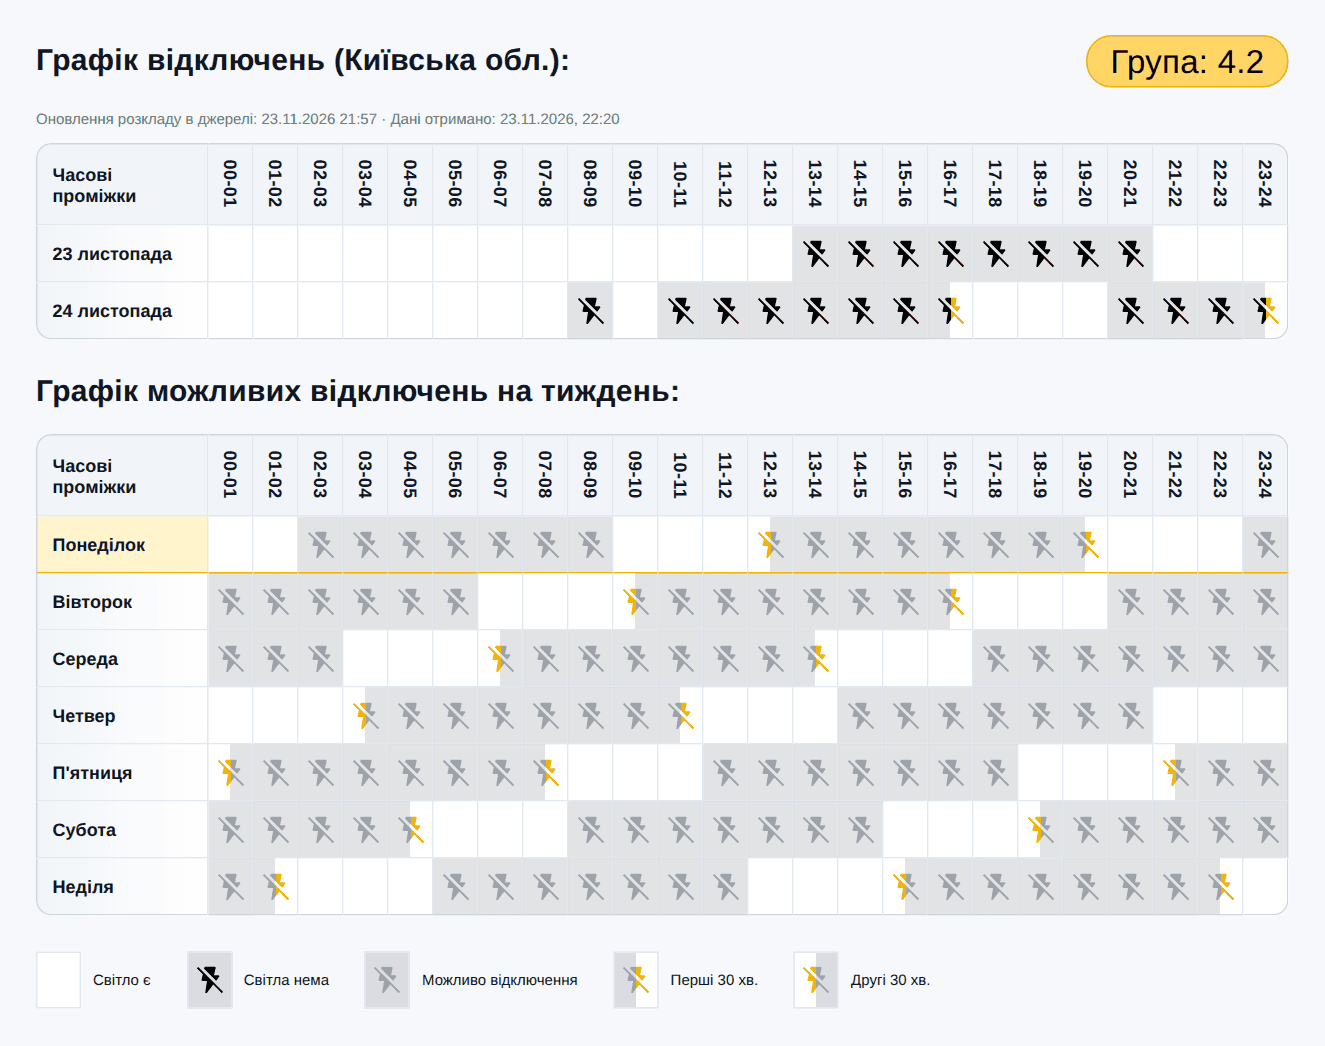 Графік відключень (Київська обл.):
Група: 4.2
Оновлення розкладу в джерелі: 23.11.2026 21:57 · Дані отримано: 23.11.2026, 22:20
Часові проміжки 00-01 01-02 02-03 03-04 04-05 05-06 06-07 07-08 08-09 09-10 10-11 11-12 12-13 13-14 14-15 15-16 16-17 17-18 18-19 19-20 20-21 21-22 22-23 23-24
23 листопада
24 листопада
Графік можливих відключень на тиждень:
Часові проміжки 00-01 01-02 02-03 03-04 04-05 05-06 06-07 07-08 08-09 09-10 10-11 11-12 12-13 13-14 14-15 15-16 16-17 17-18 18-19 19-20 20-21 21-22 22-23 23-24
Понеділок
Вівторок
Середа
Четвер
П'ятниця
Субота
Неділя
Світло є Світла нема Можливо відключення Перші 30 хв. Другі 30 хв.